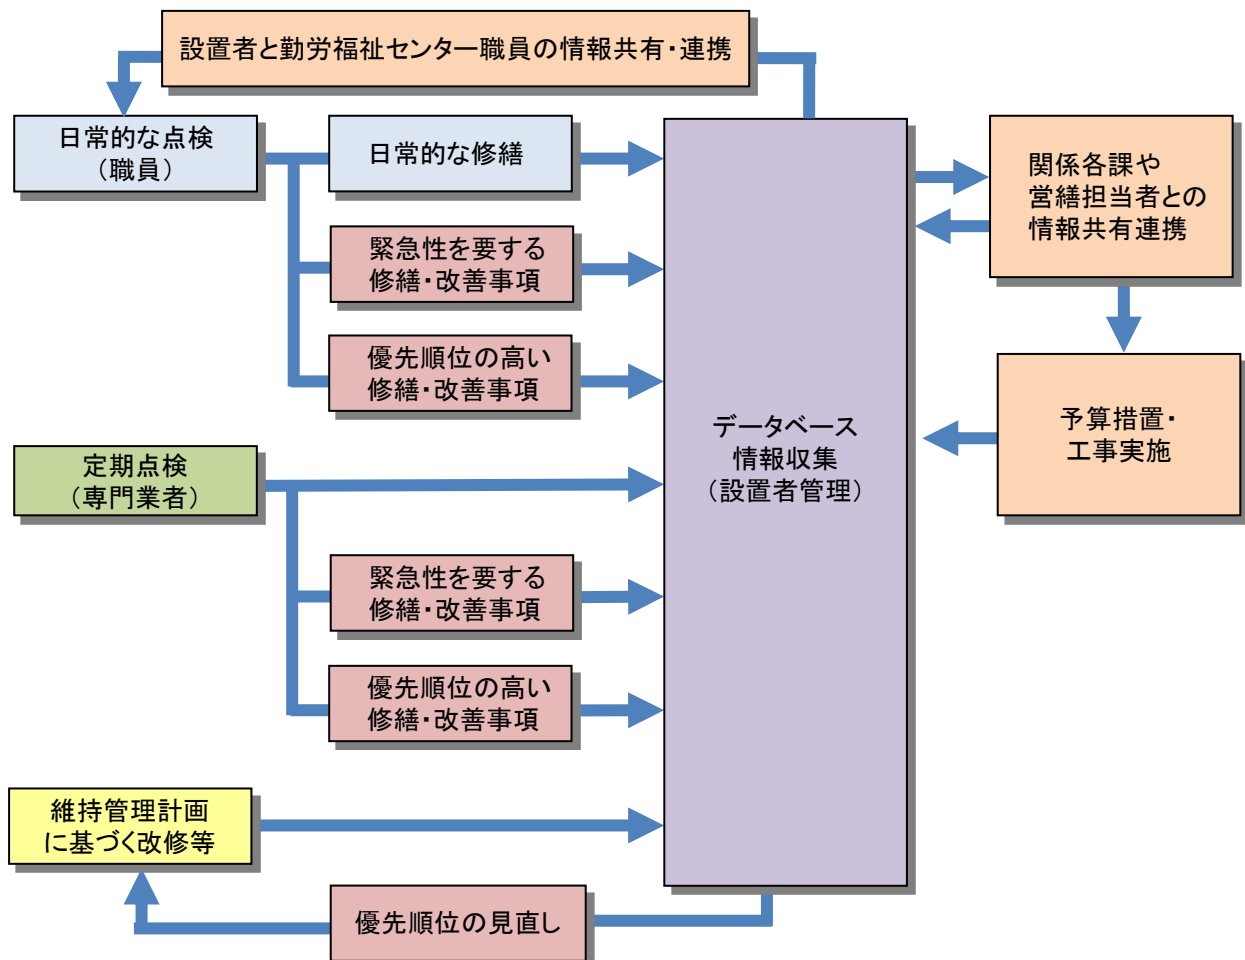 設置者と勤労福祉センター職員の情報共有・連携
日常的な点検
（職員）
日常的な修繕
緊急性を要する
修繕・改善事項
優先順位の高い
修繕・改善事項
定期点検
（専門業者）
緊急性を要する
修繕・改善事項
優先順位の高い
修繕・改善事項
維持管理計画
に基づく改修等
優先順位の見直し
データベース
情報収集
（設置者管理）
関係各課や
営繕担当者との
情報共有連携
予算措置・
工事実施